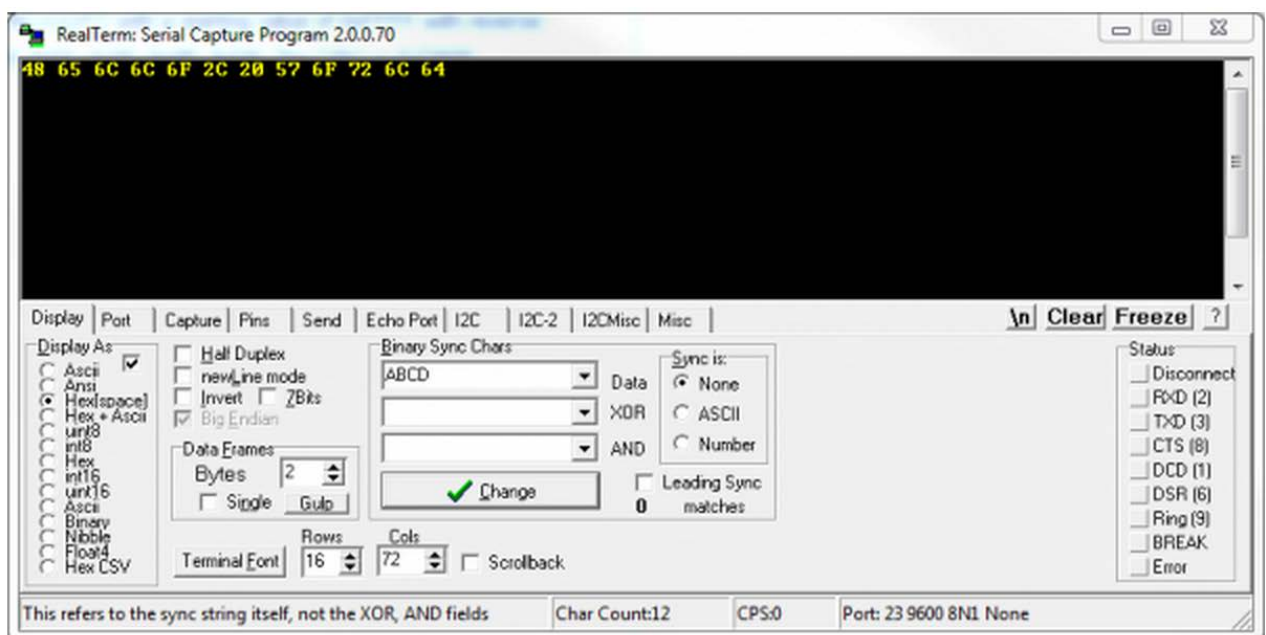 RealTerm: Serial Capture Program 2.0.0.70
48 65 6C 6C 6F 2C 20 57 6F 72 6C 64
Display Port Capture Pins Send Echo Port I2C I2C-2 I2CMisc Misc \n Clear Freeze ?
Display As
Ascii
Ansi
Hex[space]
Hex + Ascii
uint8
int8
Hex
int16
uint16
Ascii
Binary
Nibble
Float4
Hex CSV
Half Duplex
newLine mode
Invert 7Bits
Big Endian
Data Frames
Bytes 2
Single Gulp
Binary Sync Chars
ABCD Data
XOR
AND
Change
Sync is:
None
ASCII
Number
Leading Sync
0 matches
Terminal Font
Rows
16
Cols
72
Scrollback
Status
Disconnect
RXD (2)
TXD (3)
CTS (8)
DCD (1)
DSR (6)
Ring (9)
BREAK
Error
This refers to the sync string itself, not the XOR, AND fields Char Count:12 CPS:0 Port: 23 9600 8N1 None